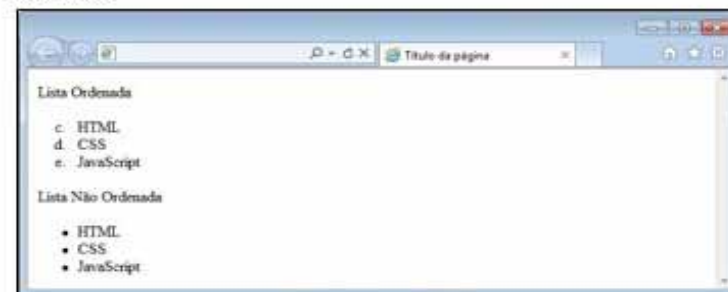 Título da página
Lista Ordenada
c. HTML
d. CSS
e. JavaScript
Lista Não Ordenada
• HTML
• CSS
• JavaScript